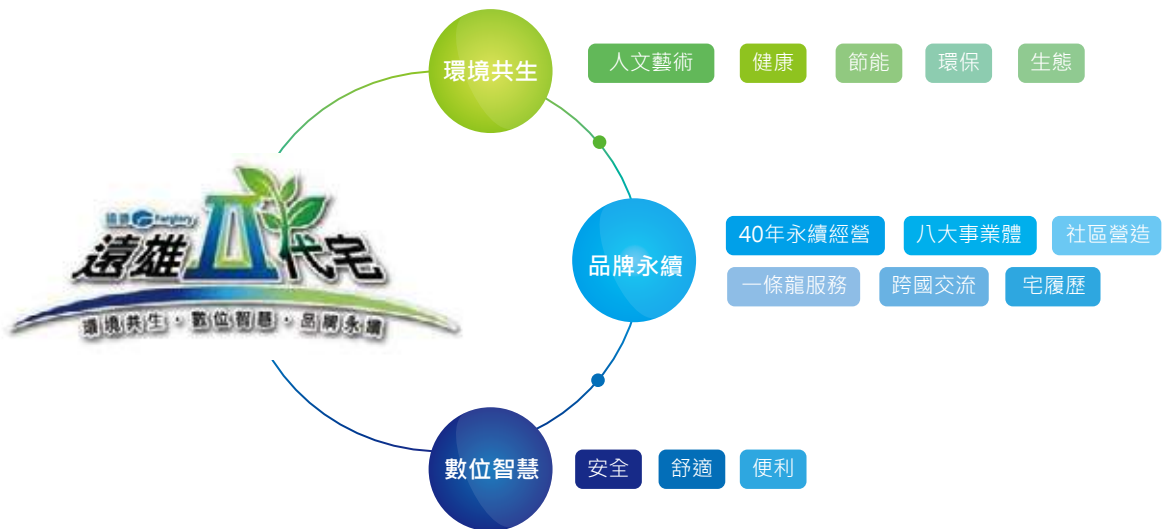 環境共生
人文藝術 健康 節能 環保 生態
遠雄 Farglory
遠雄二代宅
環境共生・數位智慧・品牌永續
品牌永續
40年永續經營 八大事業體 社區營造
一條龍服務 跨國交流 宅履歷
數位智慧
安全 舒適 便利